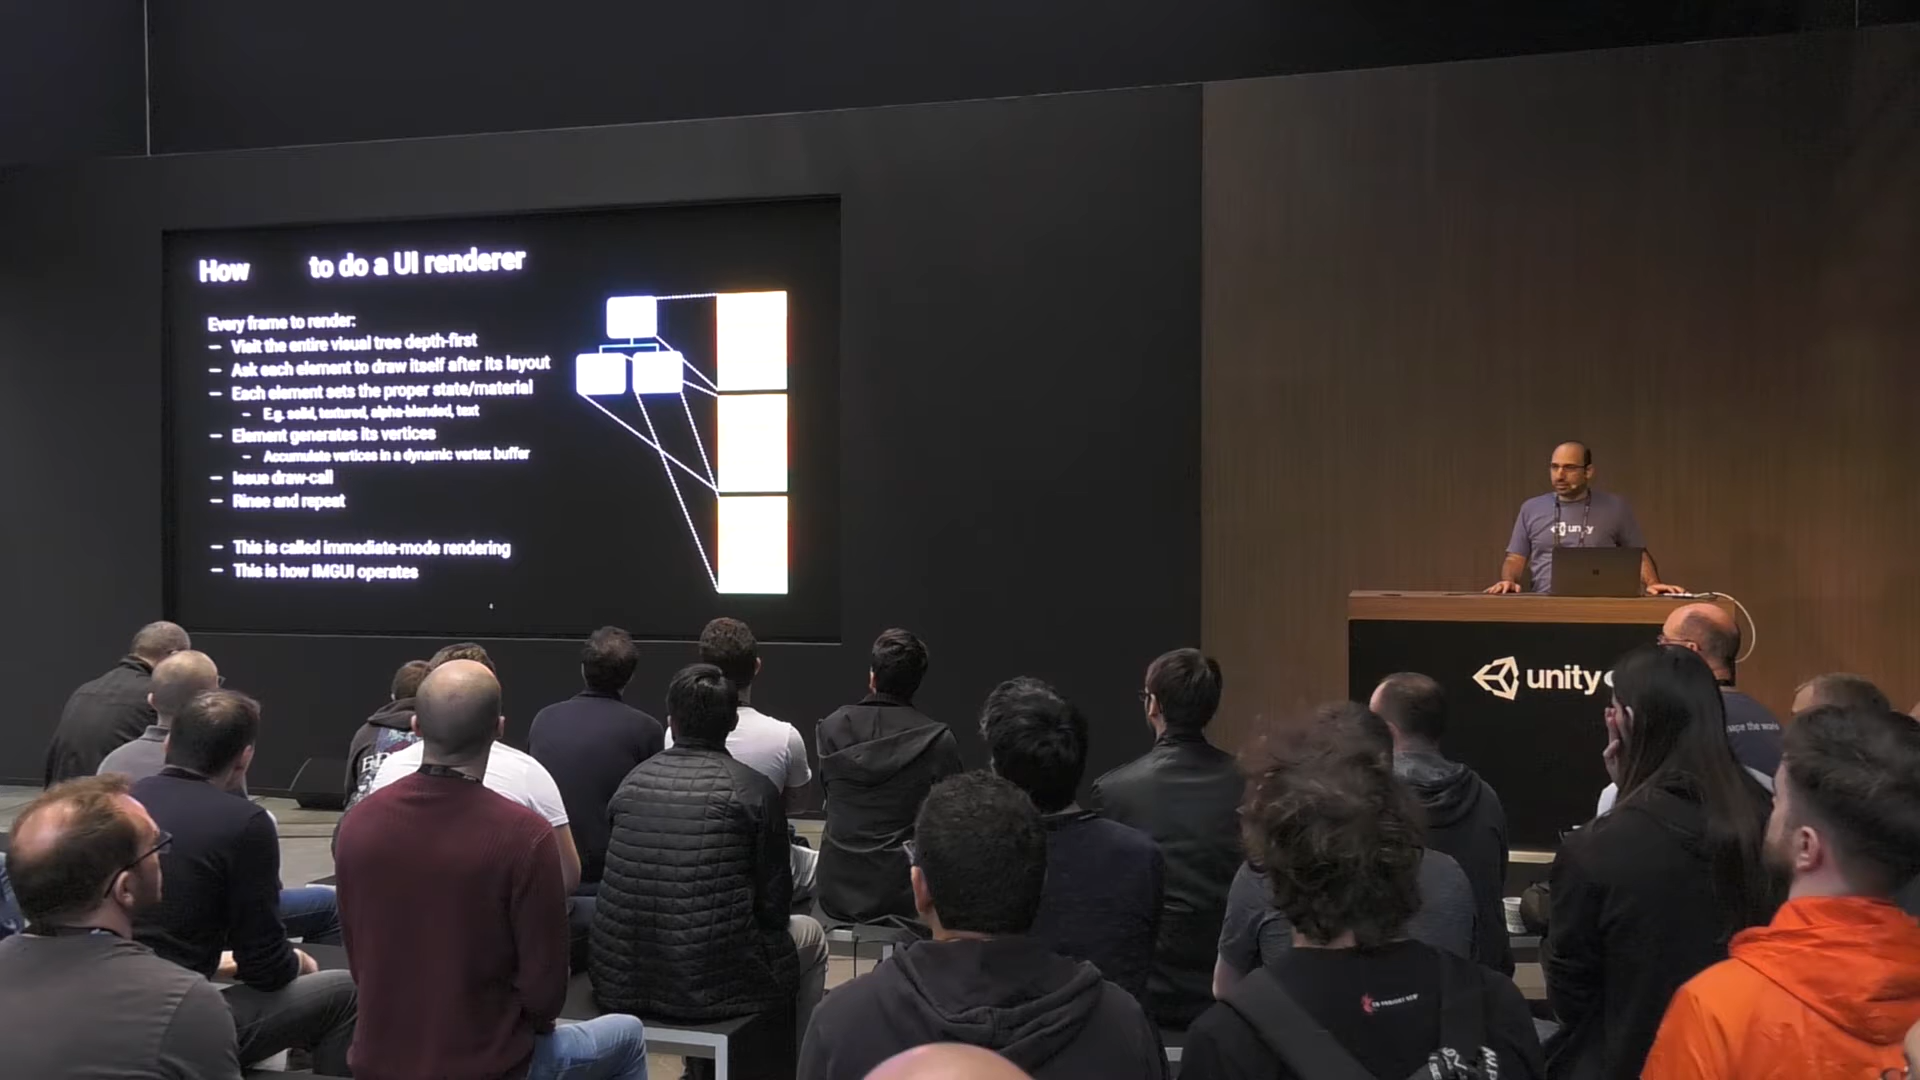 How to do a UI renderer
Every frame to render:
– Visit the entire visual tree depth-first
– Ask each element to draw itself after its layout
– Each element sets the proper state/material
– E.g. solid, textured, alpha-blended, text
– Element generates its vertices
– Accumulate vertices in a dynamic vertex buffer
– Issue draw-call
– Rinse and repeat
– This is called immediate-mode rendering
– This is how IMGUI operates
unity
unity